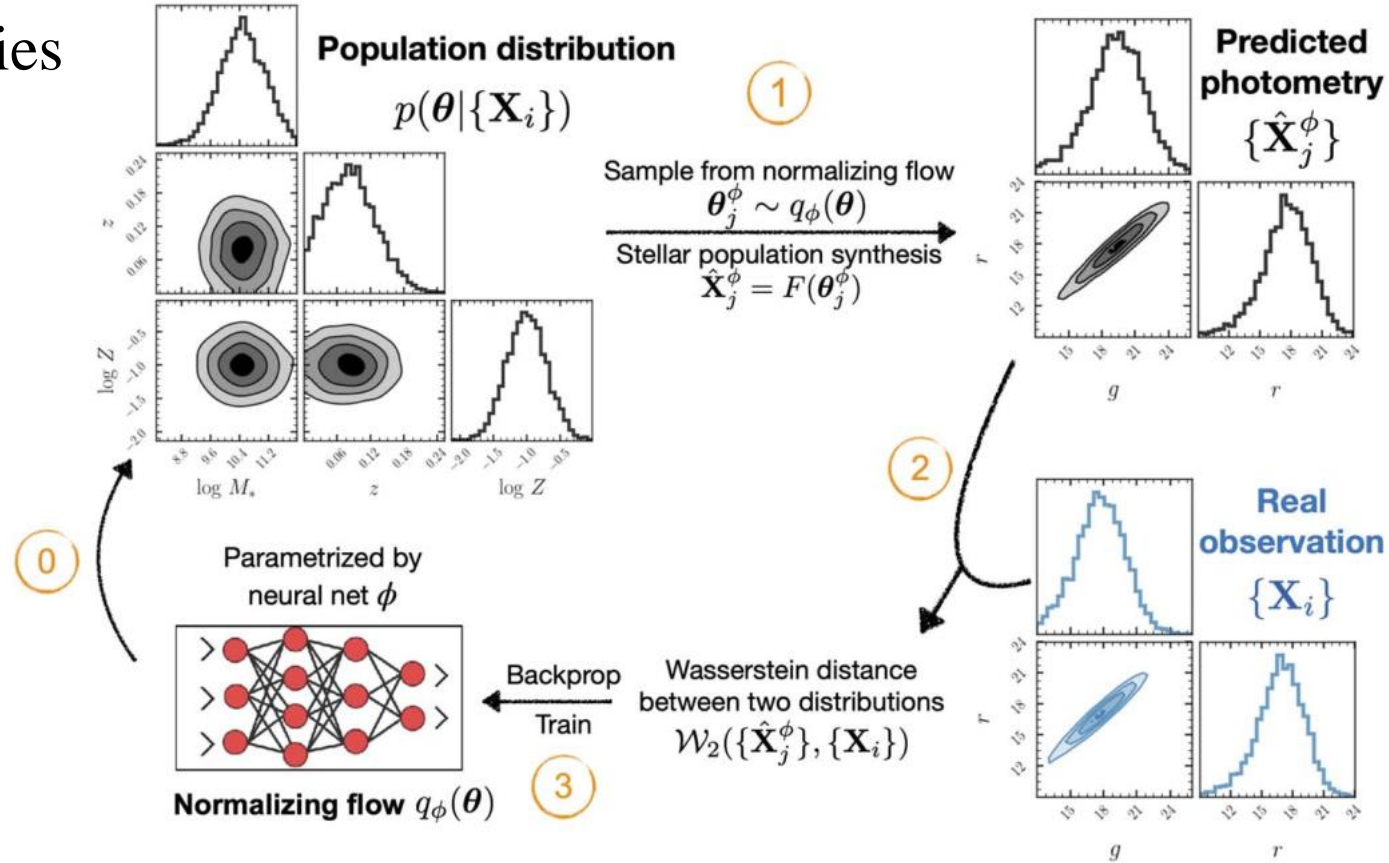 ies
Population distribution
p(θ|{X_i})
1
Sample from normalizing flow
θ_j^ϕ ∼ q_ϕ(θ)
Stellar population synthesis
X̂_j^ϕ = F(θ_j^ϕ)
Predicted
photometry
{X̂_j^ϕ}
z
0.24
0.18
0.12
0.06
log Z
−0.5
−1.0
−1.5
−2.0
8.8 9.6 10.4 11.2
log M_*
0.06 0.12 0.18 0.24
z
−2.0 −1.5 −1.0 −0.5
log Z
r
24
21
18
15
12
15 18 21 24
g
12 15 18 21 24
r
2
Real
observation
{X_i}
r
24
21
18
15
12
15 18 21 24
g
12 15 18 21 24
r
0
Parametrized by
neural net ϕ
Normalizing flow q_ϕ(θ)
Backprop
Train
3
Wasserstein distance
between two distributions
𝒲_2({X̂_j^ϕ}, {X_i})